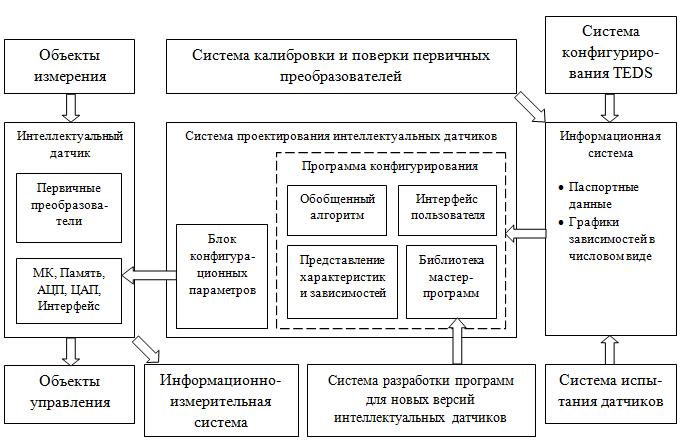 Объекты
измерения
Система калибровки и поверки первичных
преобразователей
Система
конфигуриро-
вания TEDS
Интеллектуальный
датчик
Первичные
преобразова-
тели
МК, Память,
АЦП, ЦАП,
Интерфейс
Система проектирования интеллектуальных датчиков
Программа конфигурирования
Обобщенный
алгоритм
Интерфейс
пользователя
Блок
конфигура-
ционных
параметров
Представление
характеристик
и зависимостей
Библиотека
мастер-
программ
Информационная
система
• Паспортные
данные
• Графики
зависимостей в
числовом виде
Объекты
управления
Информационно-
измерительная
система
Система разработки программ
для новых версий
интеллектуальных датчиков
Система испы-
тания датчиков